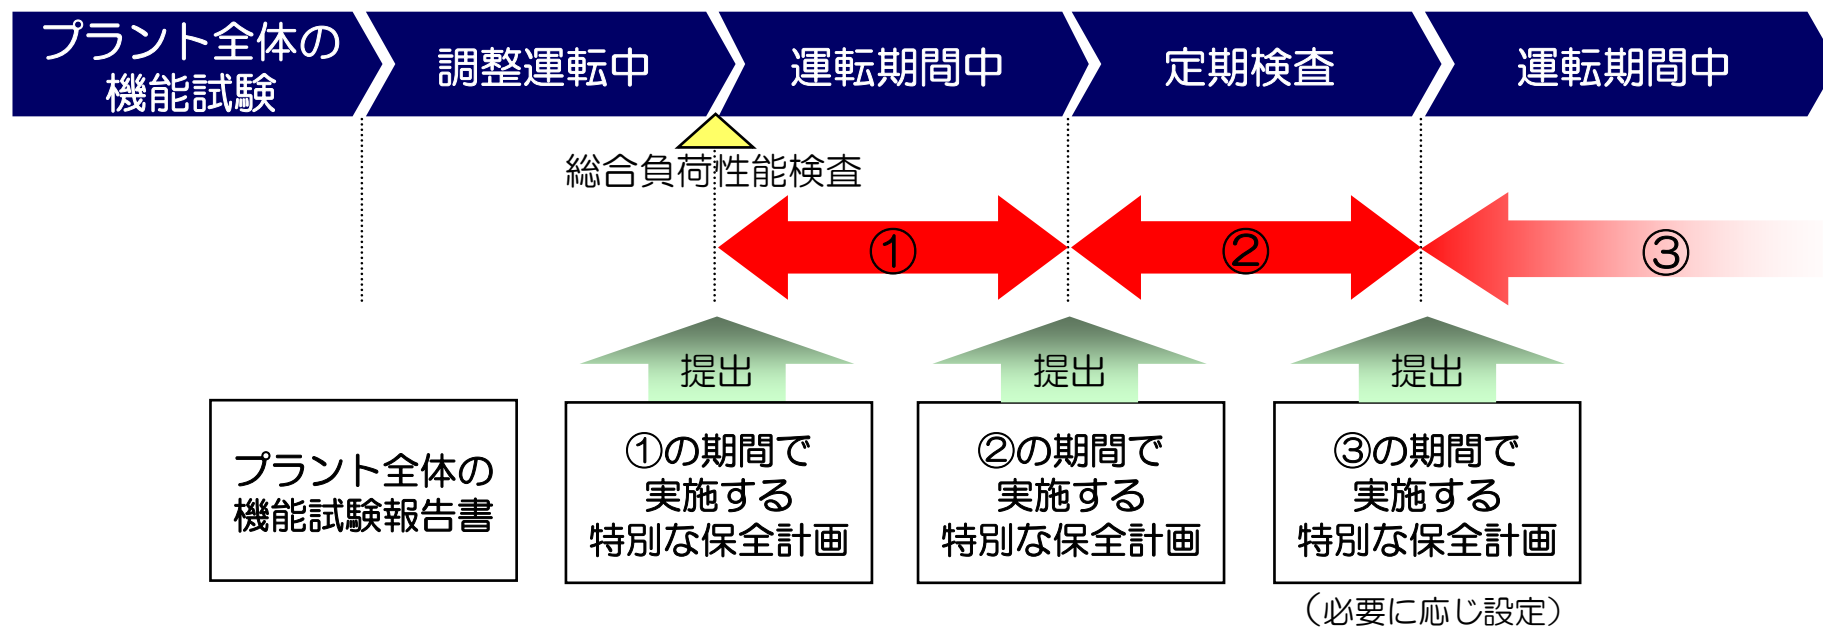 プラント全体の
機能試験
調整運転中
運転期間中
定期検査
運転期間中
総合負荷性能検査
①
②
③
提出
提出
提出
プラント全体の
機能試験報告書
①の期間で
実施する
特別な保全計画
②の期間で
実施する
特別な保全計画
③の期間で
実施する
特別な保全計画
（必要に応じ設定）